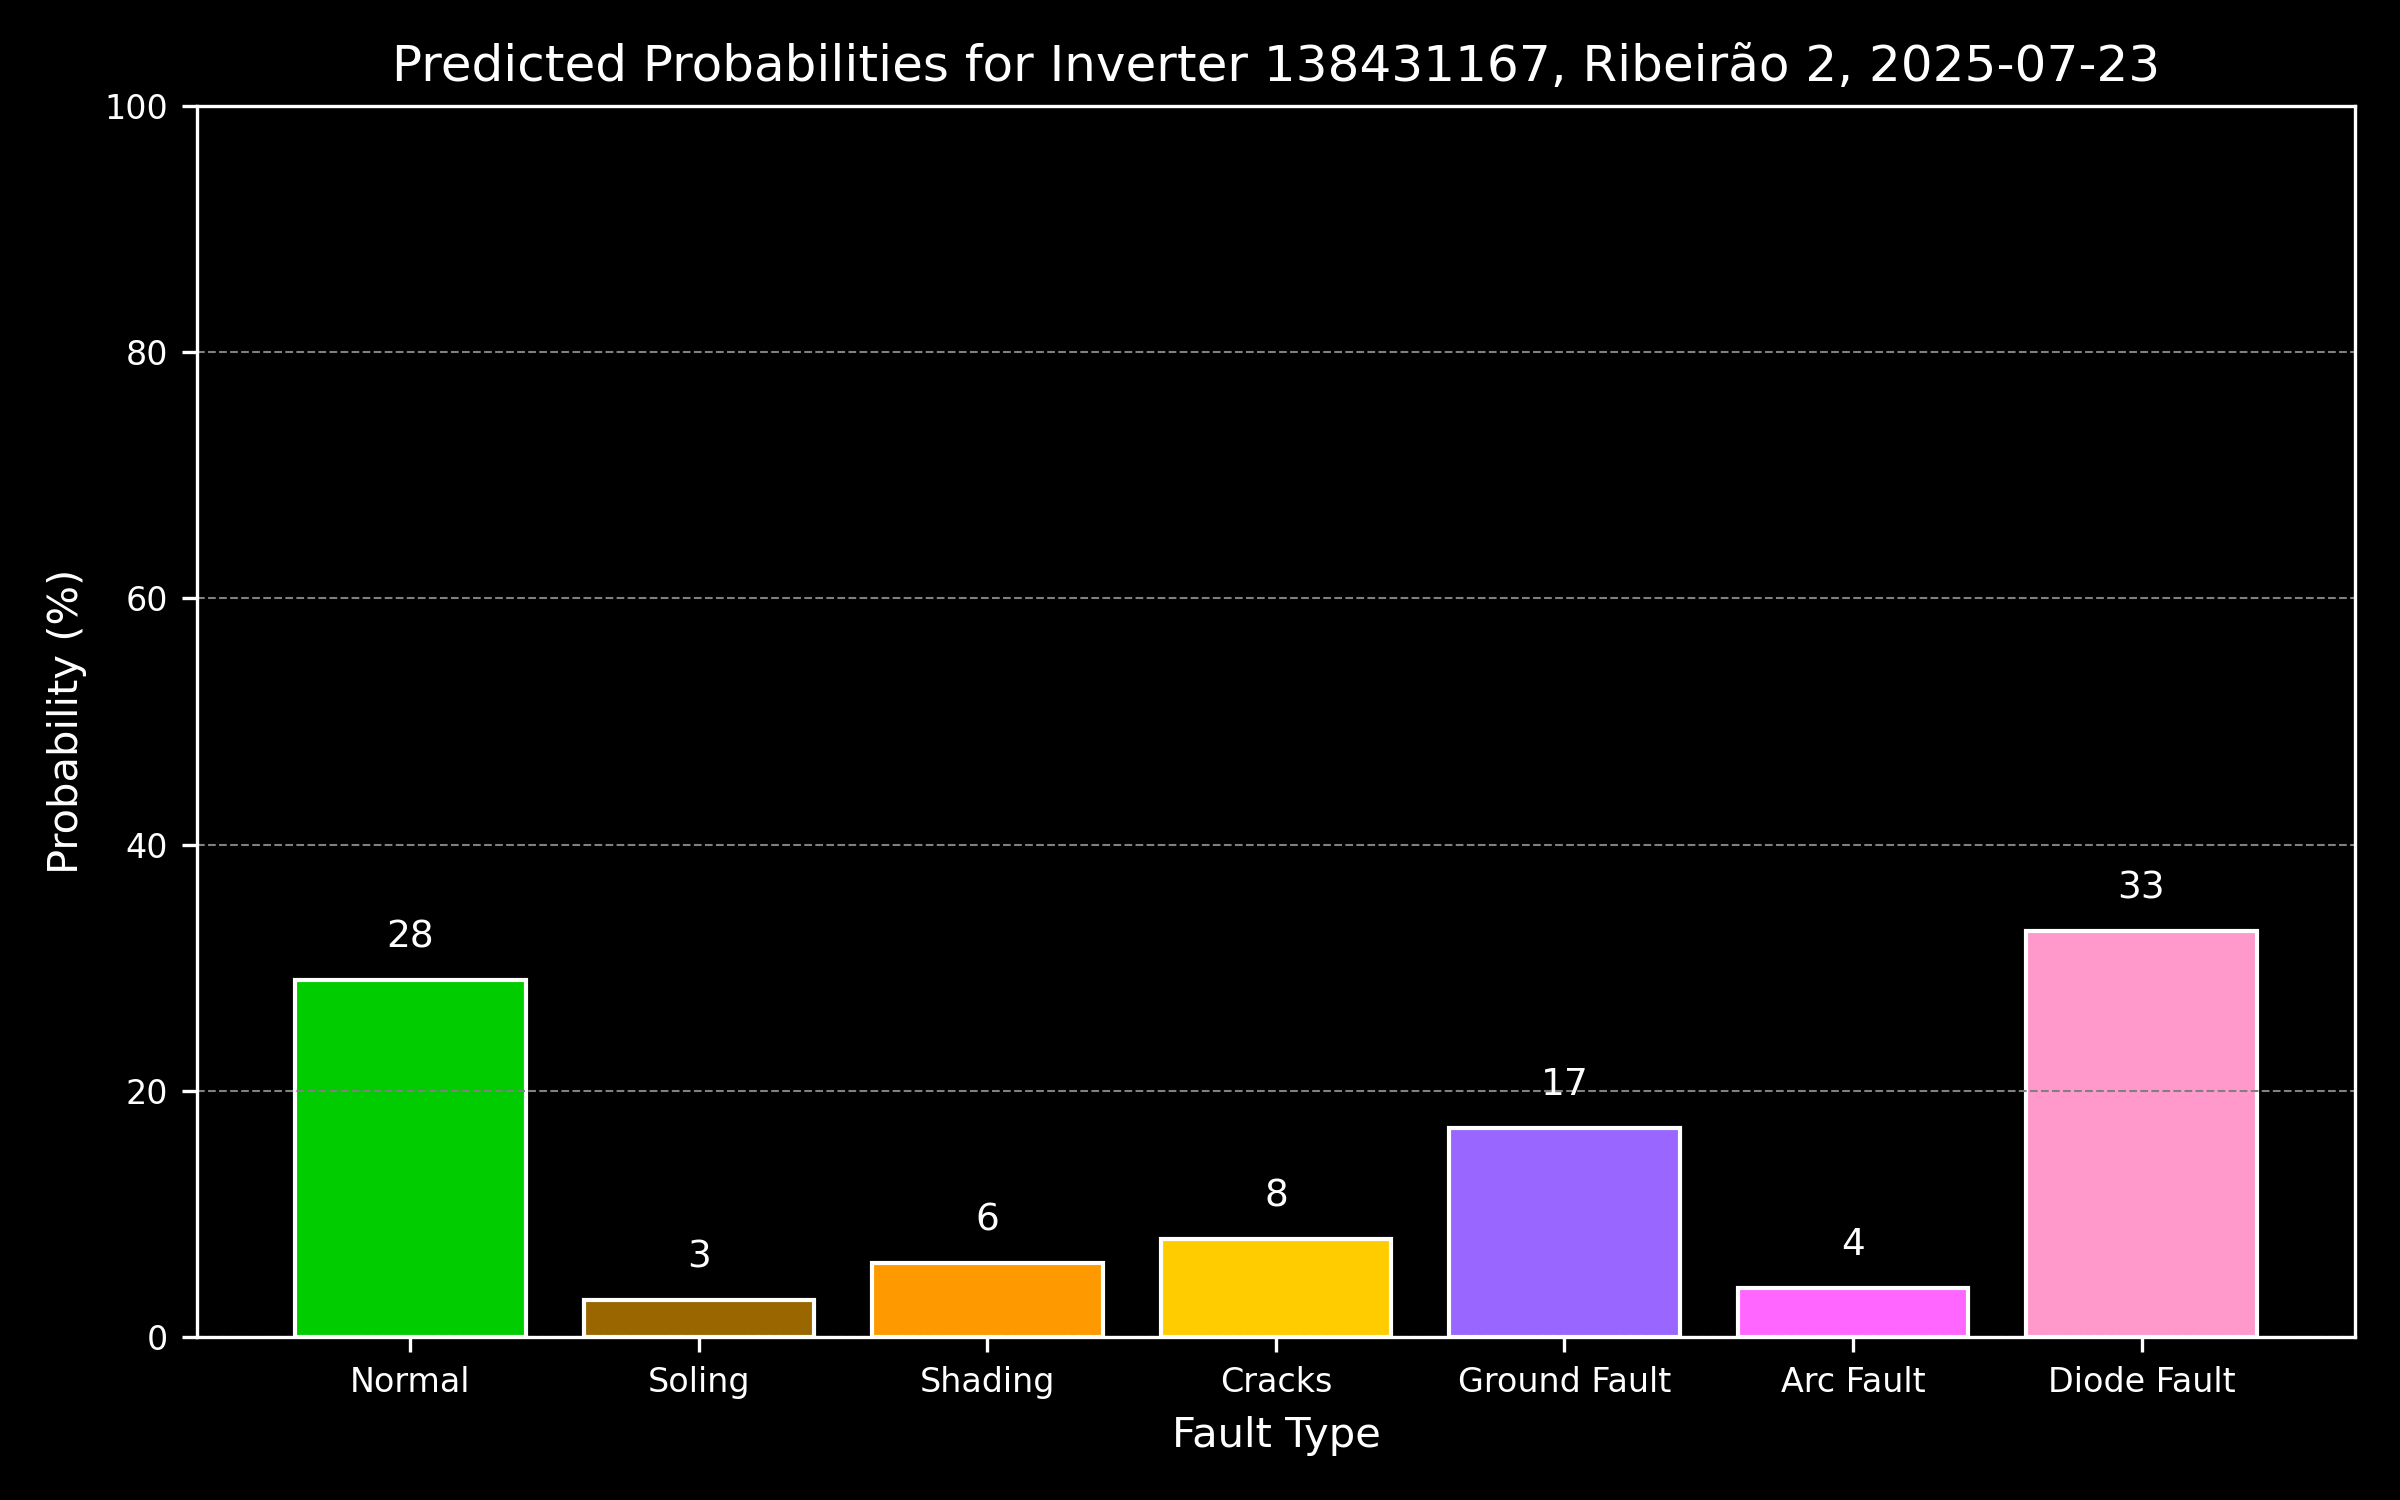 Predicted Probabilities for Inverter 138431167, Ribeirão 2, 2025-07-23
Probability (%)
100
80
60
40
20
0
28
3
6
8
17
4
33
Normal
Soling
Shading
Cracks
Ground Fault
Arc Fault
Diode Fault
Fault Type